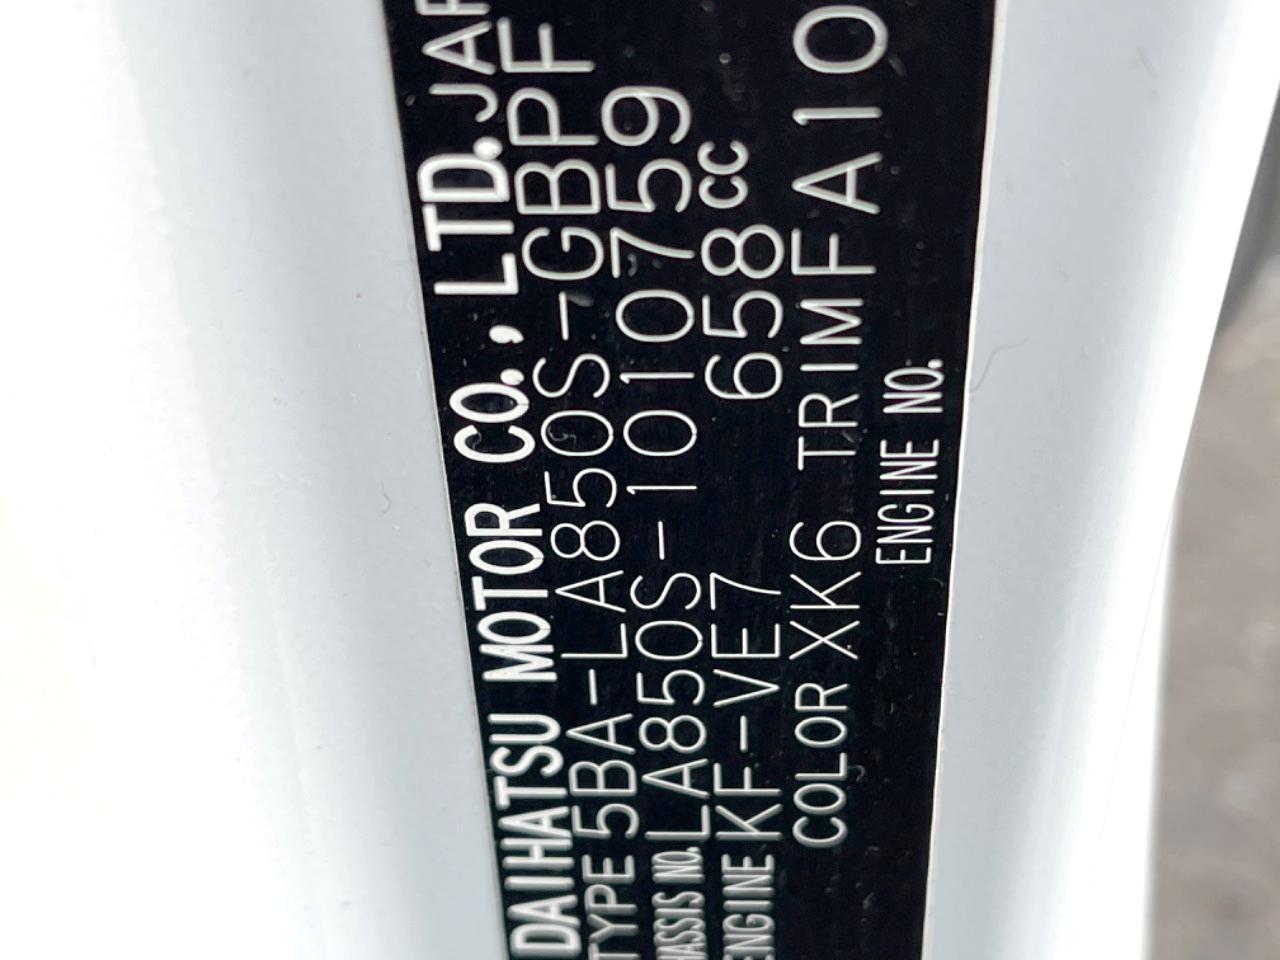 DAIHATSU MOTOR CO., LTD. JAP
TYPE 5BA-LA850S-GBPF
HASSIS NO. LA850S-1010759
ENGINE KF-VE7 658cc
COLOR XK6 TRIM FA10
ENGINE NO.